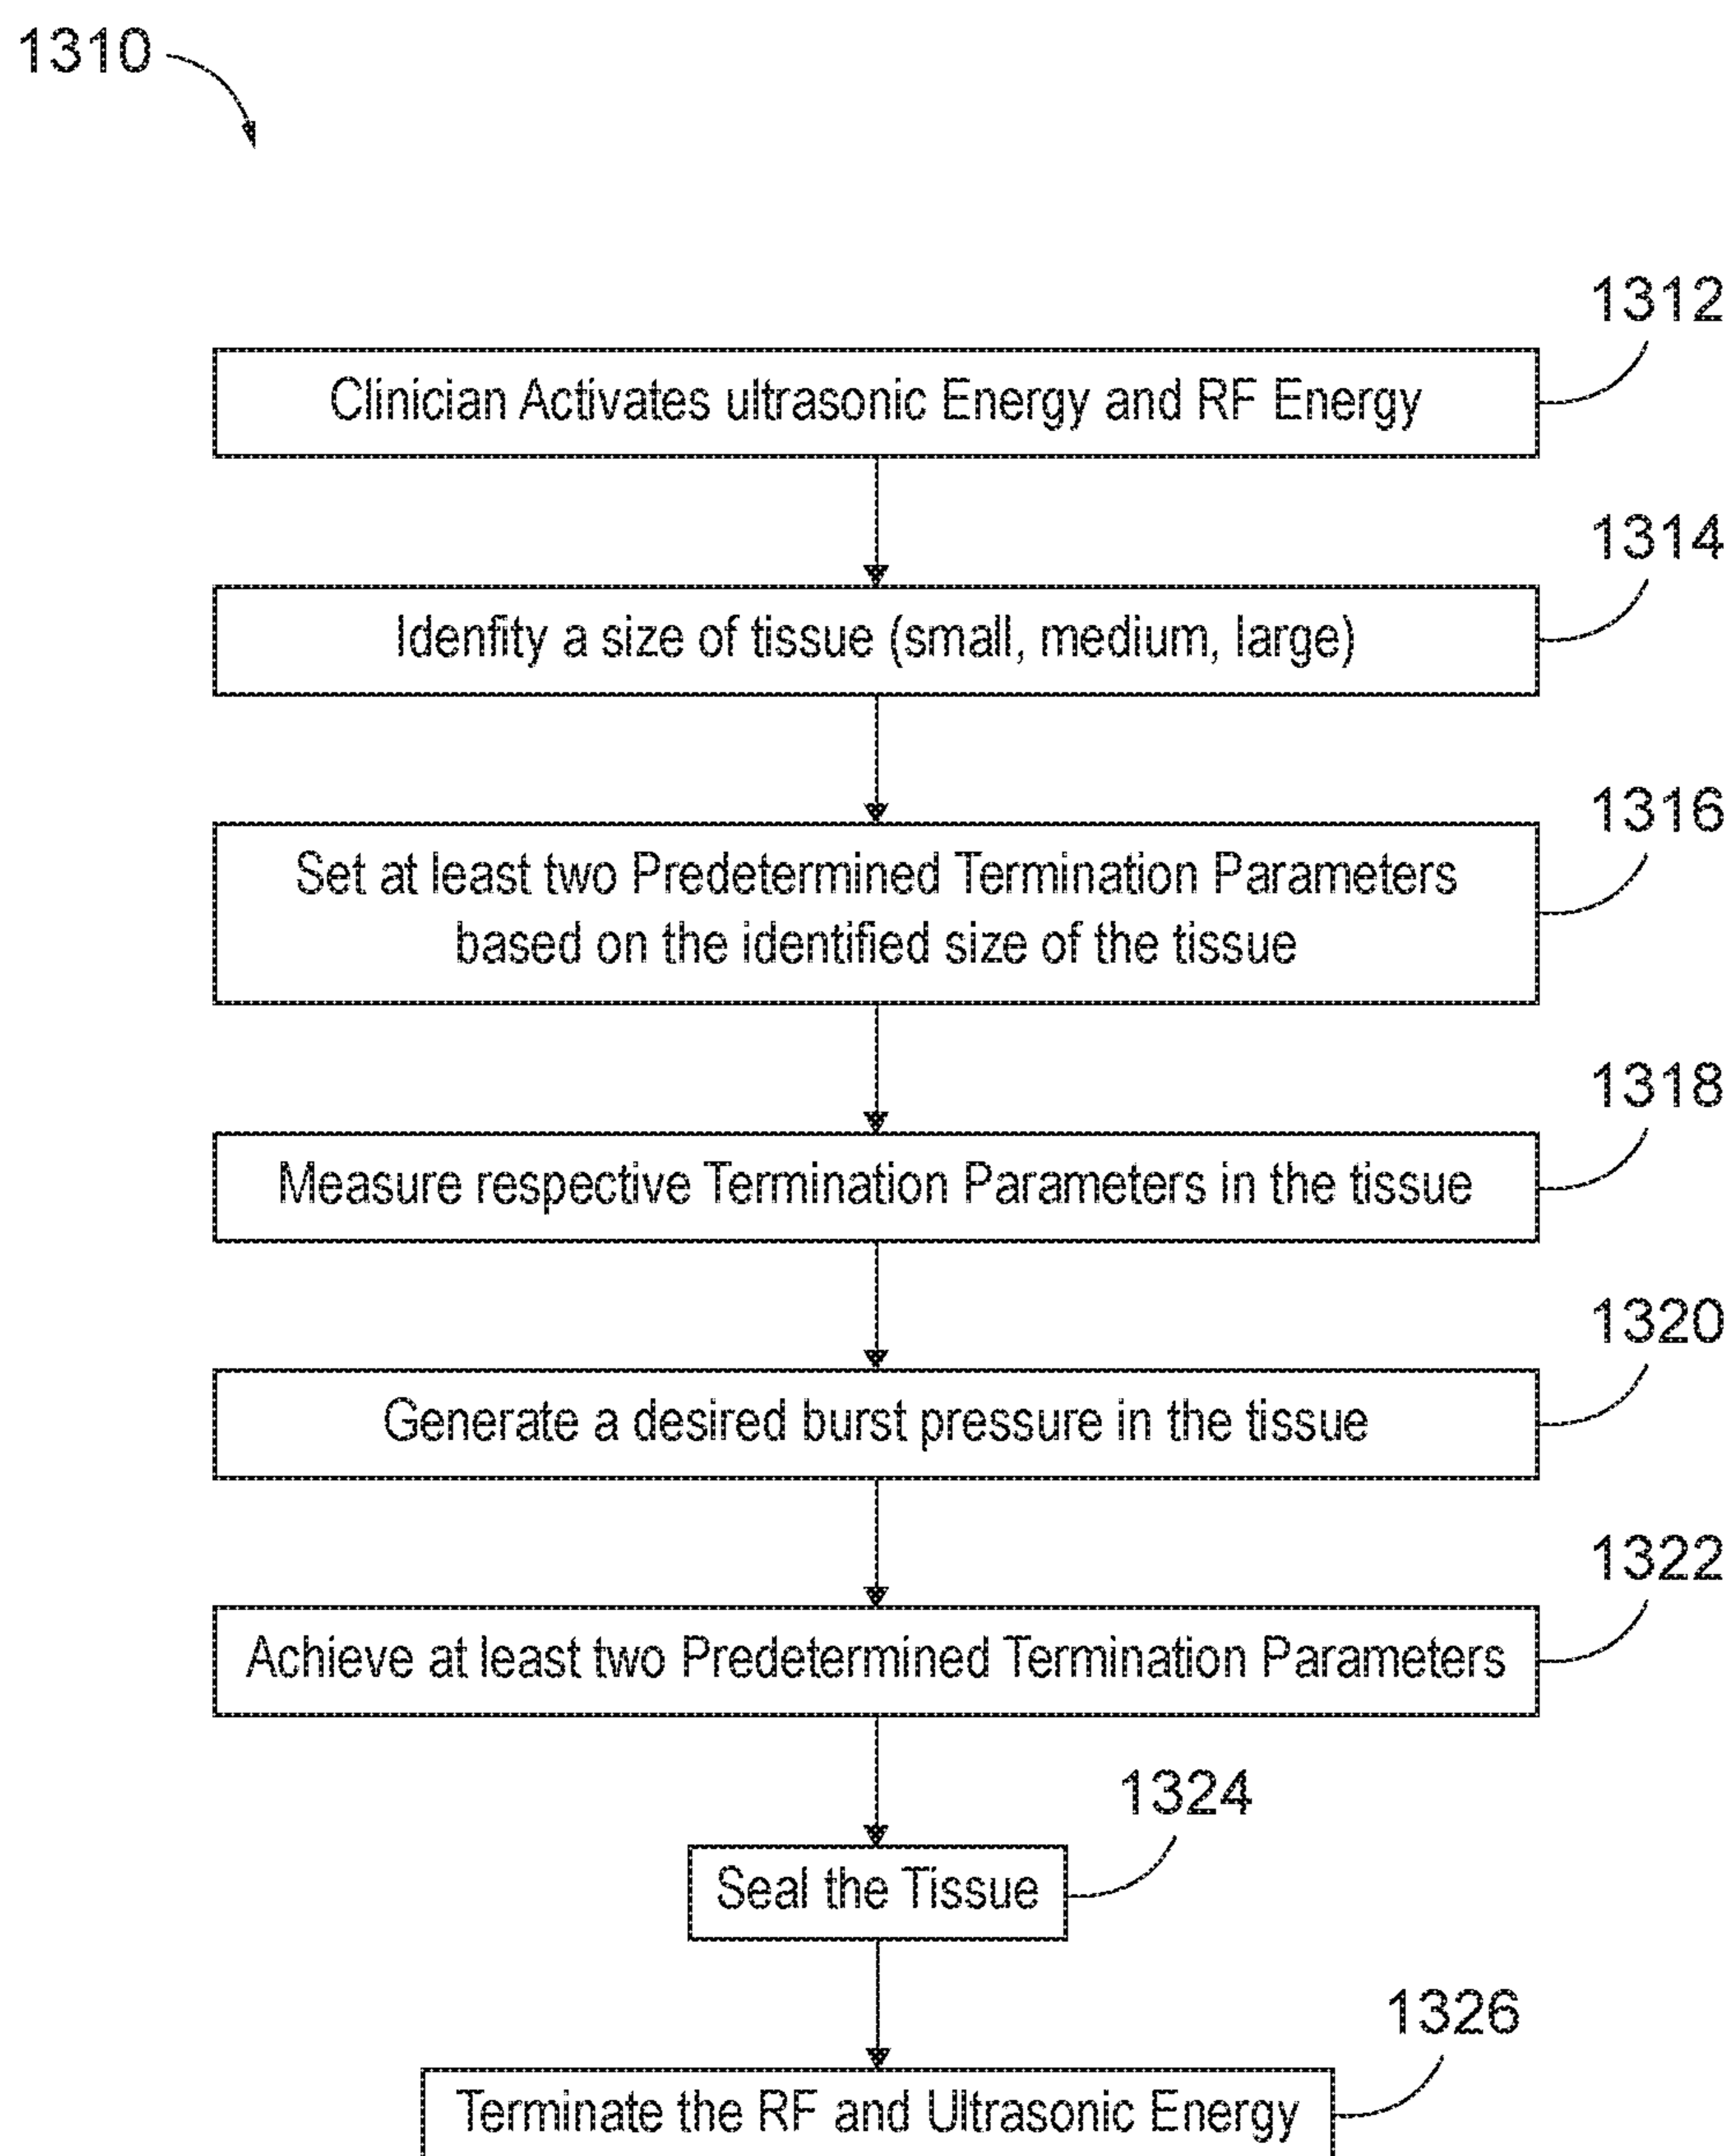 1310
1312
Clinician Activates ultrasonic Energy and RF Energy
1314
Idenfity a size of tissue (small, medium, large)
1316
Set at least two Predetermined Termination Parameters
based on the identified size of the tissue
1318
Measure respective Termination Parameters in the tissue
1320
Generate a desired burst pressure in the tissue
1322
Achieve at least two Predetermined Termination Parameters
1324
Seal the Tissue
1326
Terminate the RF and Ultrasonic Energy